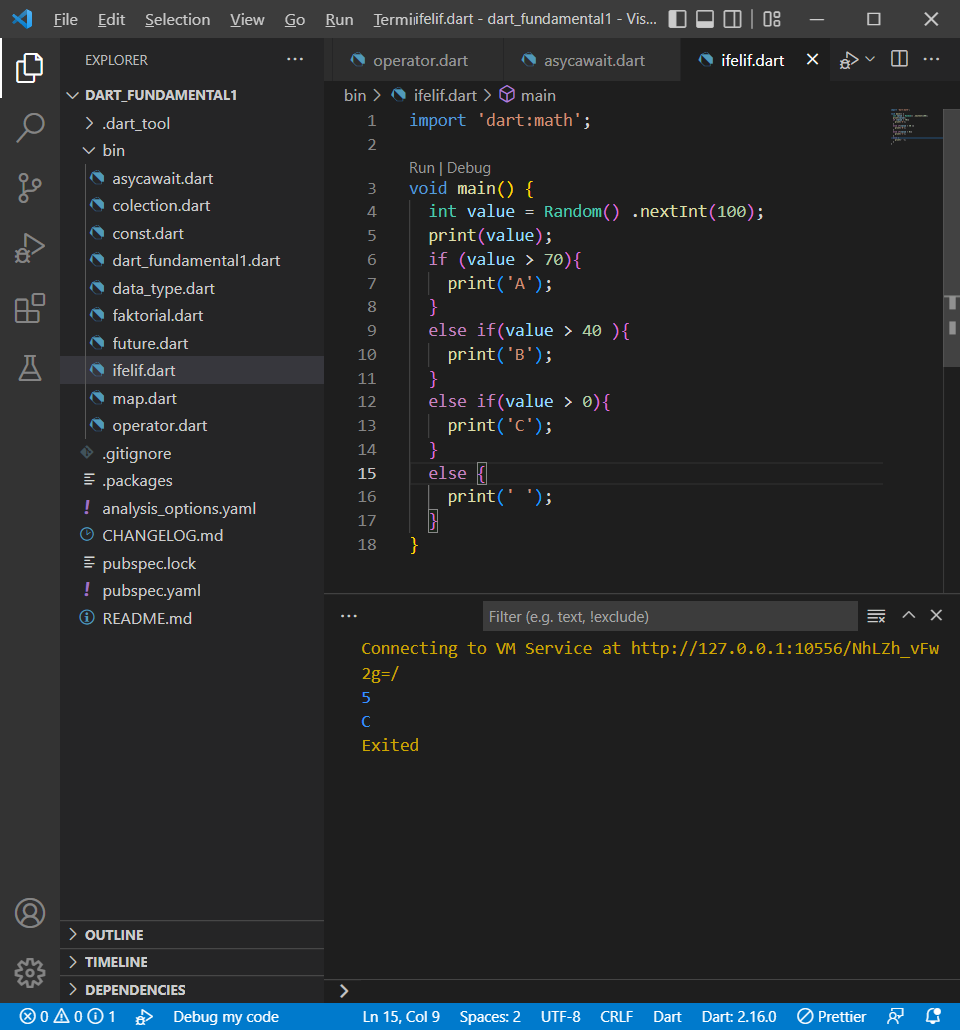 File Edit Selection View Go Run Termi ifelif.dart - dart_fundamental1 - Vis...
EXPLORER
operator.dart asycawait.dart ifelif.dart
DART_FUNDAMENTAL1
.dart_tool
bin
asycawait.dart
colection.dart
const.dart
dart_fundamental1.dart
data_type.dart
faktorial.dart
future.dart
ifelif.dart
map.dart
operator.dart
.gitignore
.packages
analysis_options.yaml
CHANGELOG.md
pubspec.lock
pubspec.yaml
README.md
OUTLINE
TIMELINE
DEPENDENCIES
bin > ifelif.dart > main
1 import 'dart:math';
2
Run | Debug
3 void main() {
4 int value = Random() .nextInt(100);
5 print(value);
6 if (value > 70){
7 print('A');
8 }
9 else if(value > 40 ){
10 print('B');
11 }
12 else if(value > 0){
13 print('C');
14 }
15 else {
16 print(' ');
17 }
18 }
Filter (e.g. text, !exclude)
Connecting to VM Service at http://127.0.0.1:10556/NhLZh_vFw
2g=/
5
C
Exited
0 0 1 Debug my code Ln 15, Col 9 Spaces: 2 UTF-8 CRLF Dart Dart: 2.16.0 Prettier